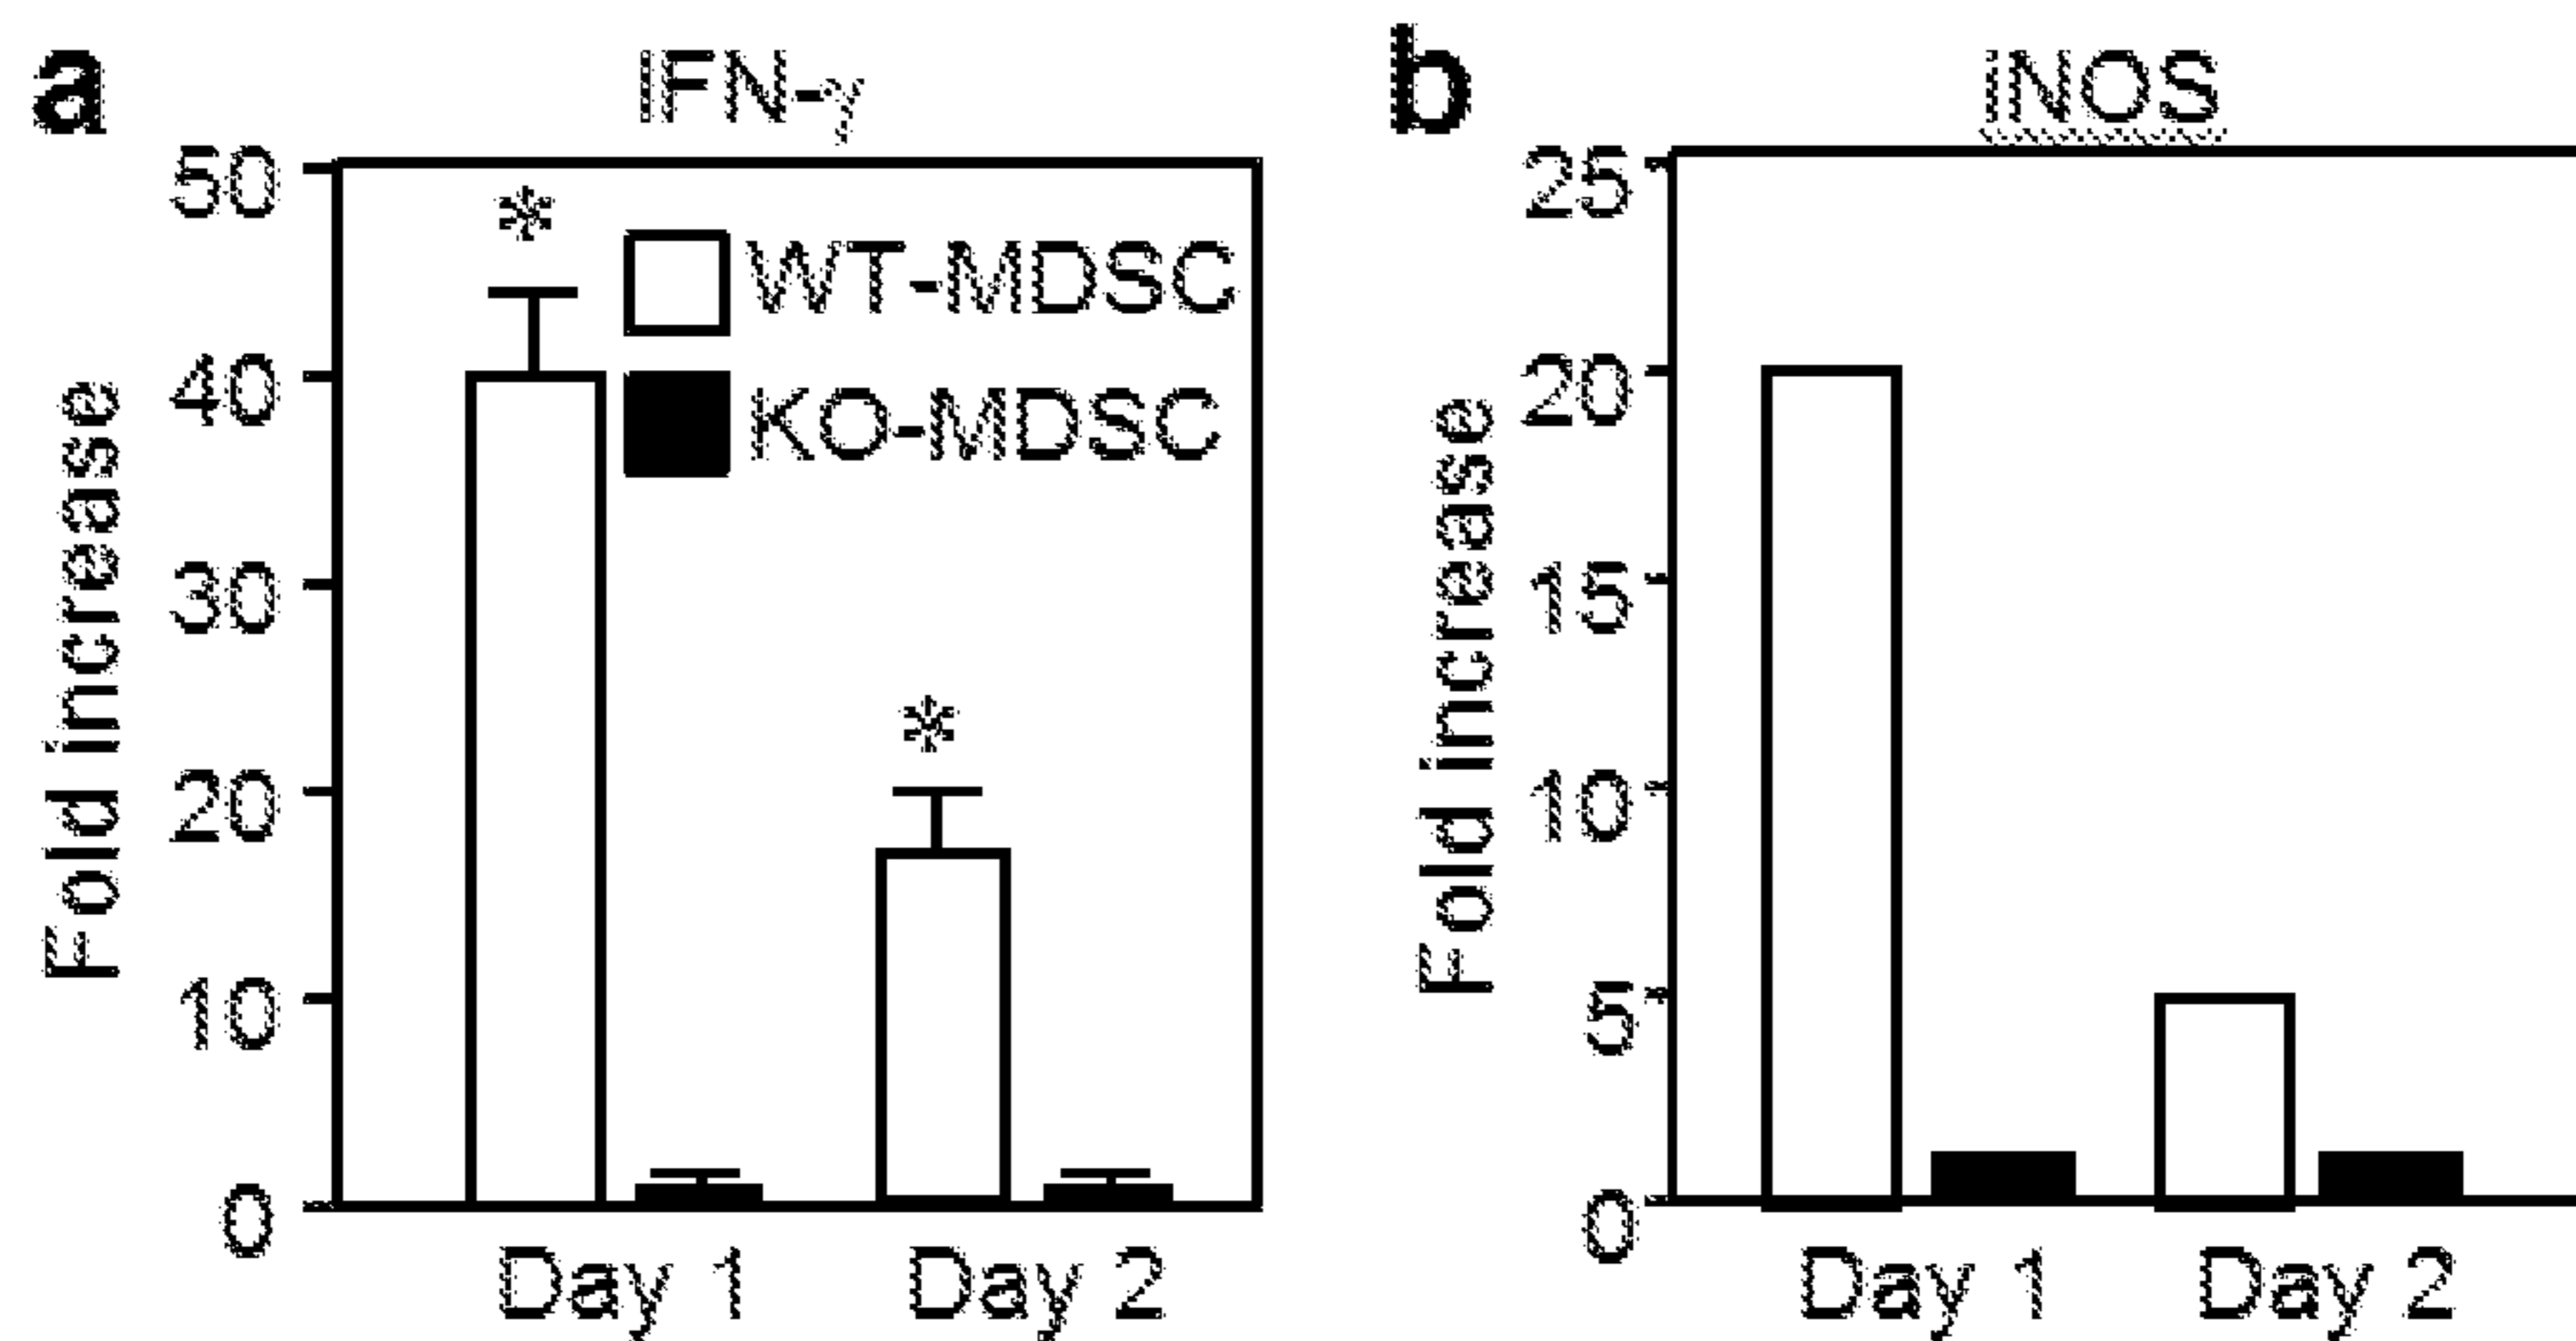 a
IFN-γ
Fold increase
50
40
30
20
10
0
*
*
WT-MDSC
KO-MDSC
Day 1
Day 2
b
iNOS
Fold increase
25
20
15
10
5
0
Day 1
Day 2